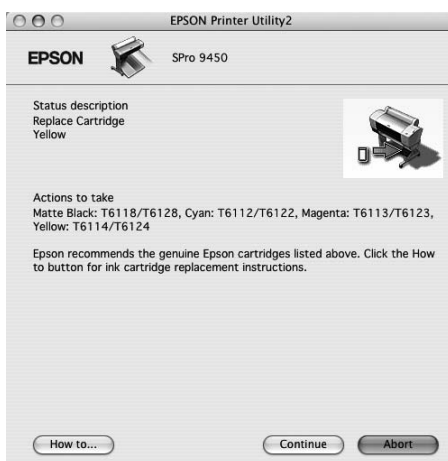 EPSON Printer Utility2
EPSON
SPro 9450
Status description
Replace Cartridge
Yellow
Actions to take
Matte Black: T6118/T6128, Cyan: T6112/T6122, Magenta: T6113/T6123,
Yellow: T6114/T6124
Epson recommends the genuine Epson cartridges listed above. Click the How
to button for ink cartridge replacement instructions.
How to...
Continue
Abort